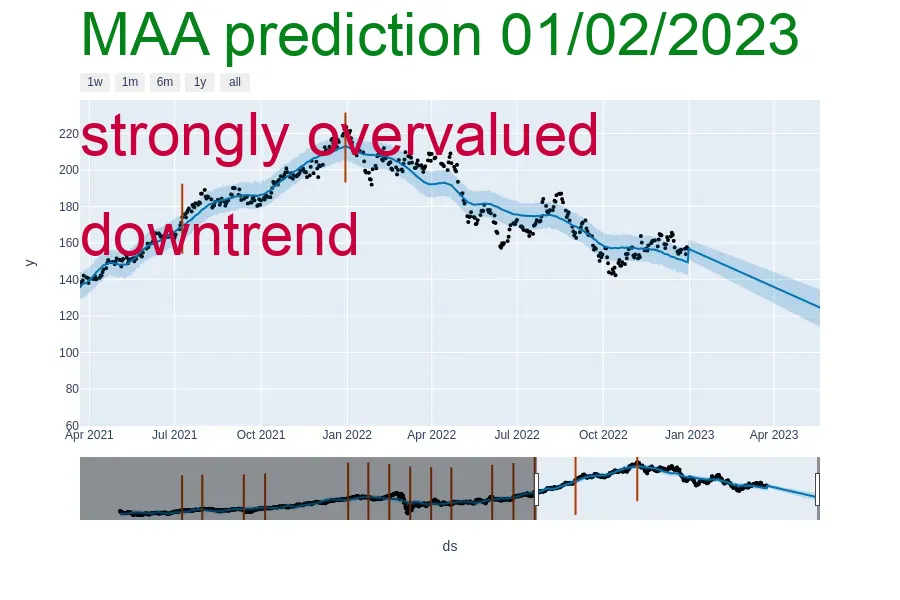 MAA prediction 01/02/2023
1w 1m 6m 1y all
strongly overvalued
downtrend
220
200
180
160
140
120
100
80
60
y
Apr 2021 Jul 2021 Oct 2021 Jan 2022 Apr 2022 Jul 2022 Oct 2022 Jan 2023 Apr 2023
ds